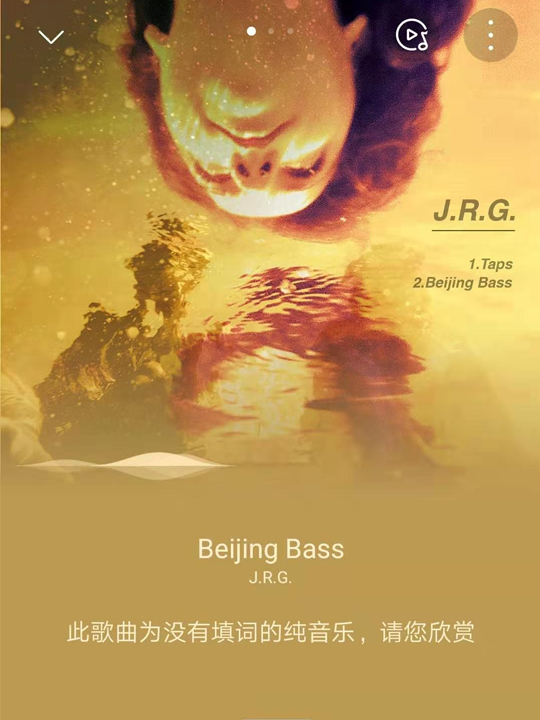 J.R.G.
1.Taps
2.Beijing Bass
Beijing Bass
J.R.G.
此歌曲为没有填词的纯音乐，请您欣赏